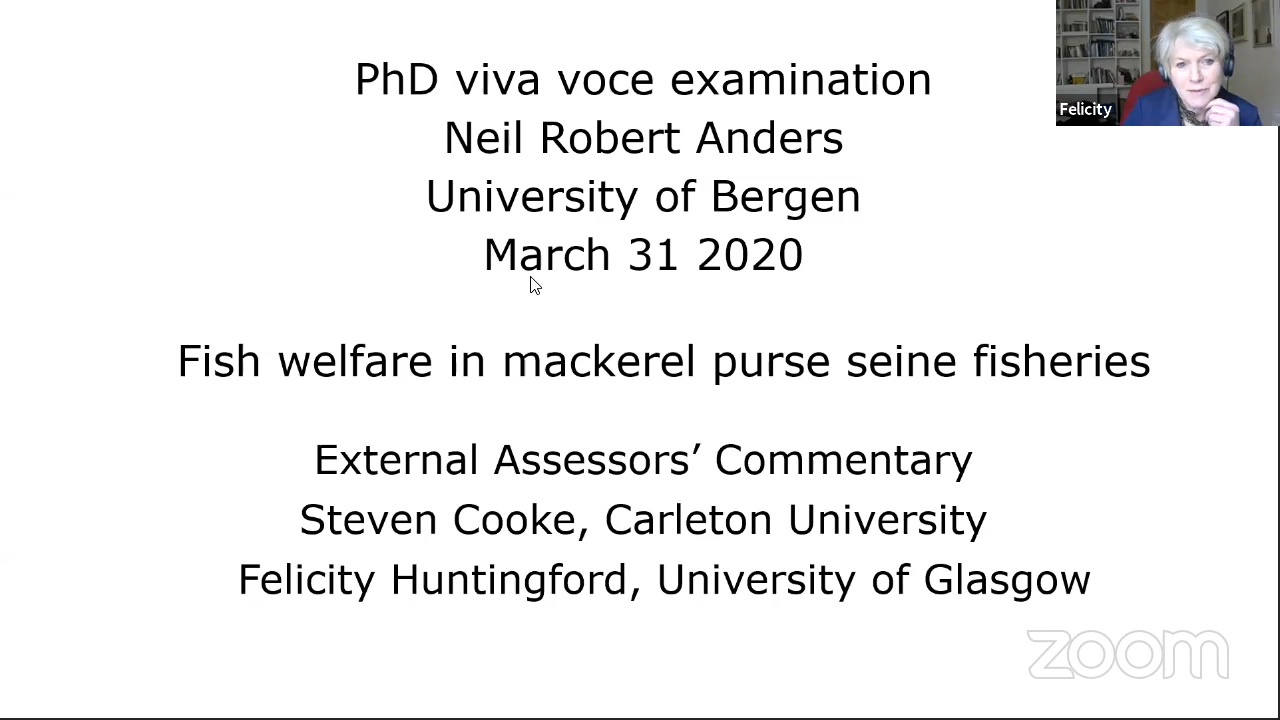 PhD viva voce examination
Neil Robert Anders
University of Bergen
March 31 2020
Fish welfare in mackerel purse seine fisheries
External Assessors’ Commentary
Steven Cooke, Carleton University
Felicity Huntingford, University of Glasgow
Felicity
zoom